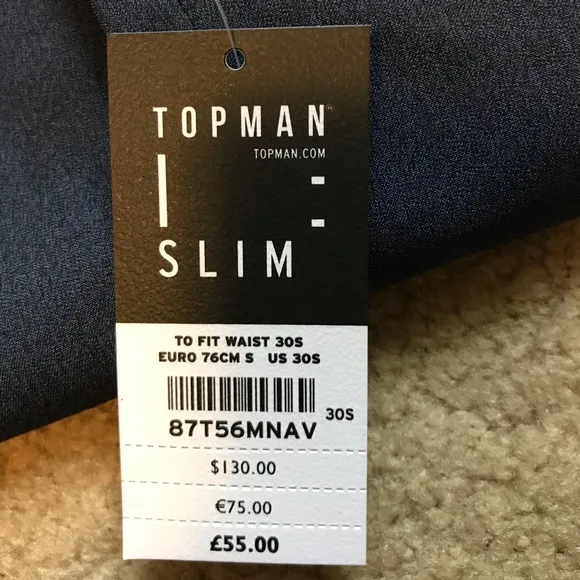 TOPMAN
TOPMAN.COM
SLIM
TO FIT WAIST 30S
EURO 76CM S US 30S
30S
87T56MNAV
$130.00
€75.00
£55.00